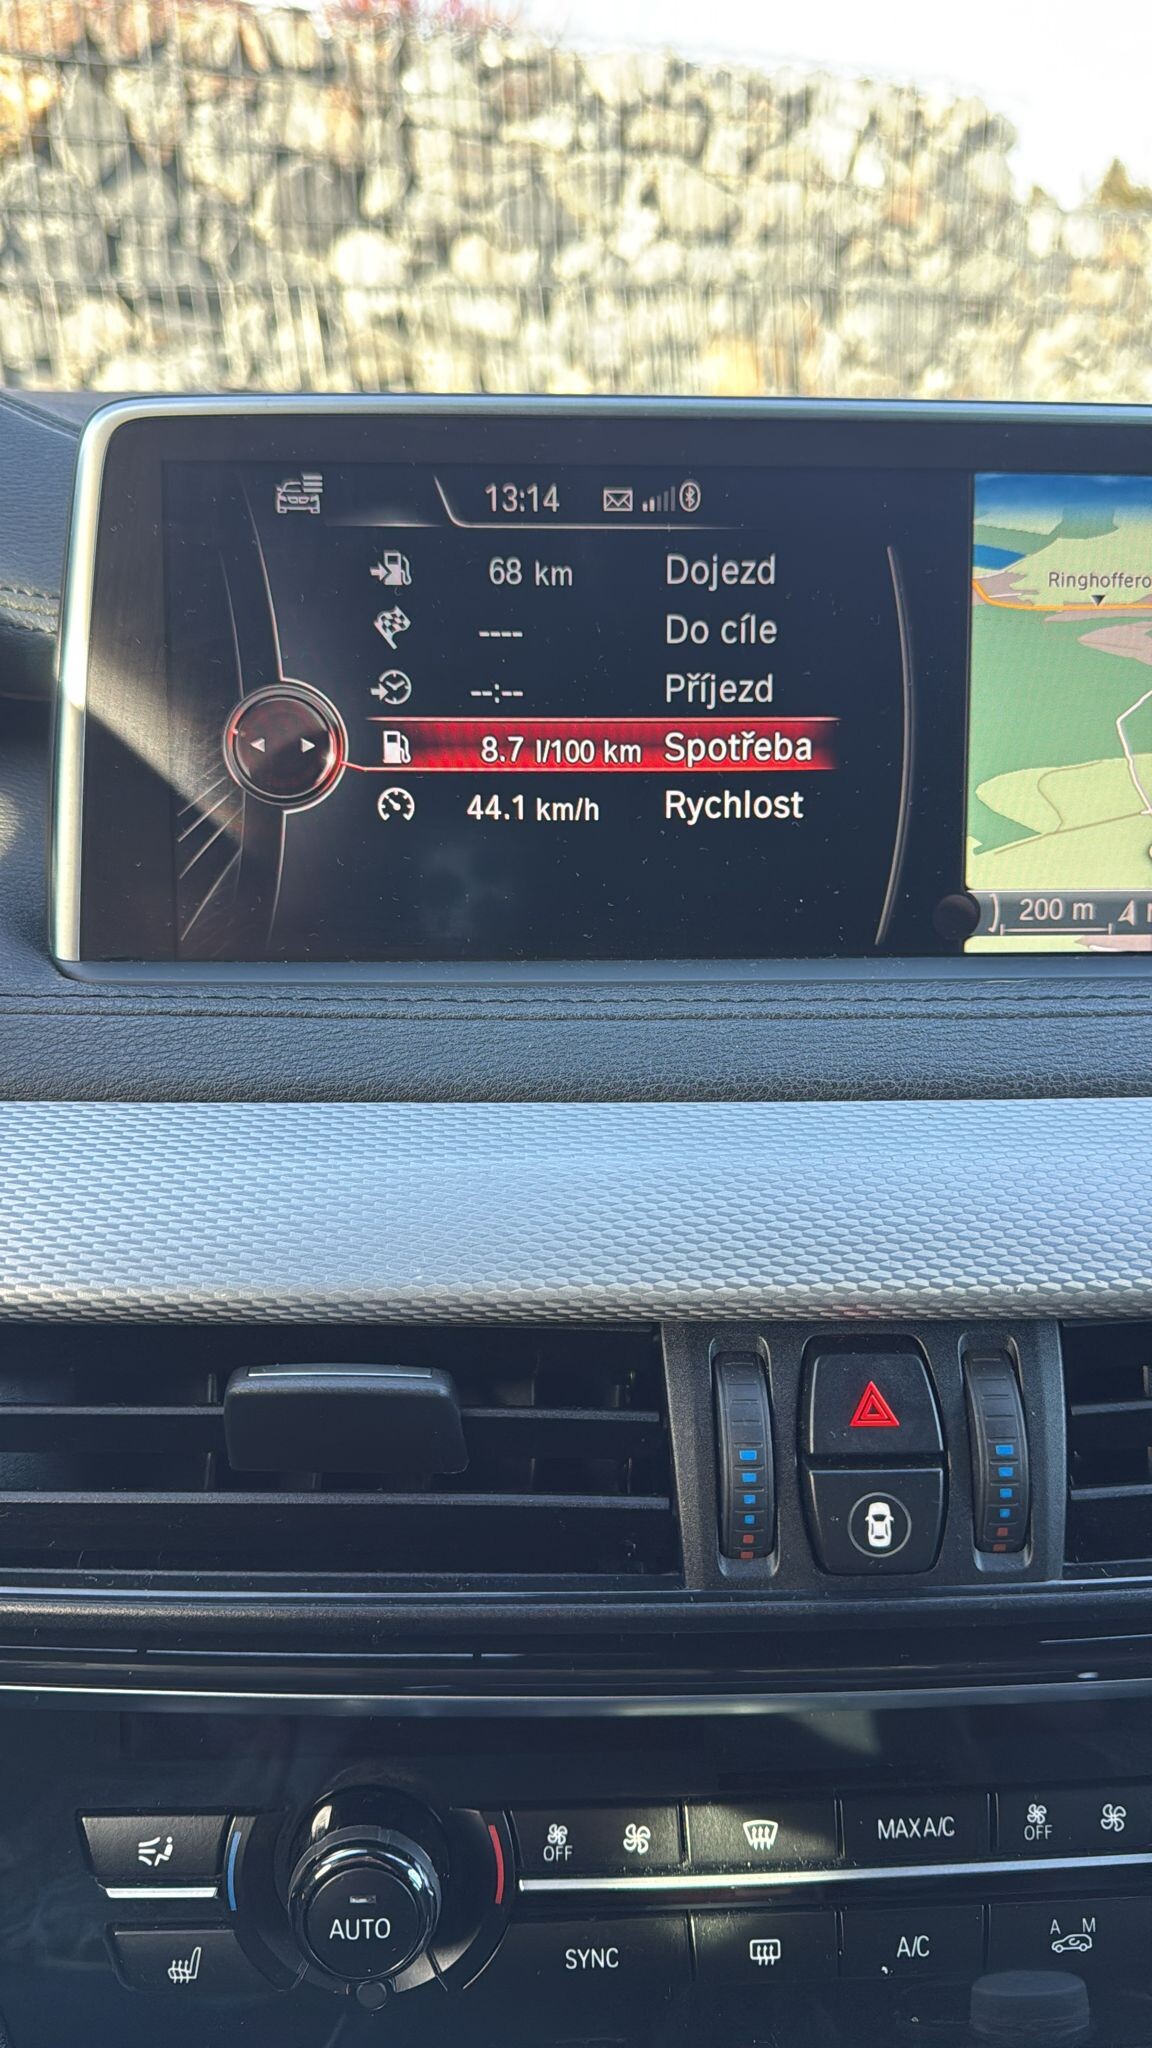 13:14
68 km Dojezd
---- Do cíle
--:-- Příjezd
8.7 l/100 km Spotřeba
44.1 km/h Rychlost
Ringhoffero
200 m
OFF
MAX A/C
OFF
AUTO
SYNC
A/C
A M